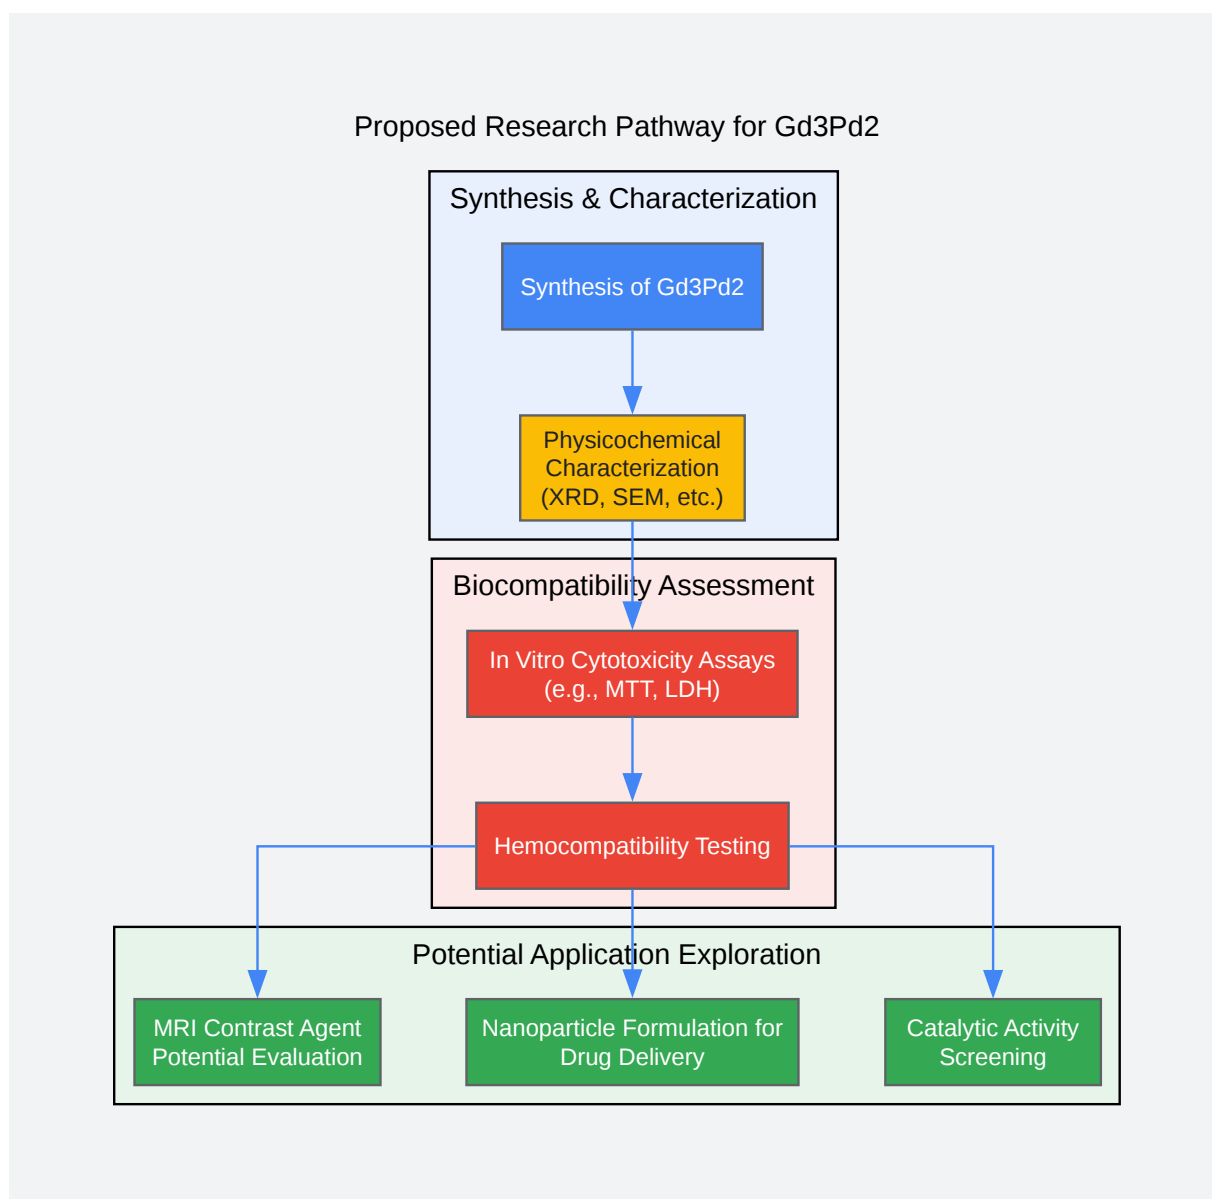 Proposed Research Pathway for Gd3Pd2
Synthesis & Characterization
Synthesis of Gd3Pd2
Physicochemical
Characterization
(XRD, SEM, etc.)
Biocompatibility Assessment
In Vitro Cytotoxicity Assays
(e.g., MTT, LDH)
Hemocompatibility Testing
Potential Application Exploration
MRI Contrast Agent
Potential Evaluation
Nanoparticle Formulation for
Drug Delivery
Catalytic Activity
Screening